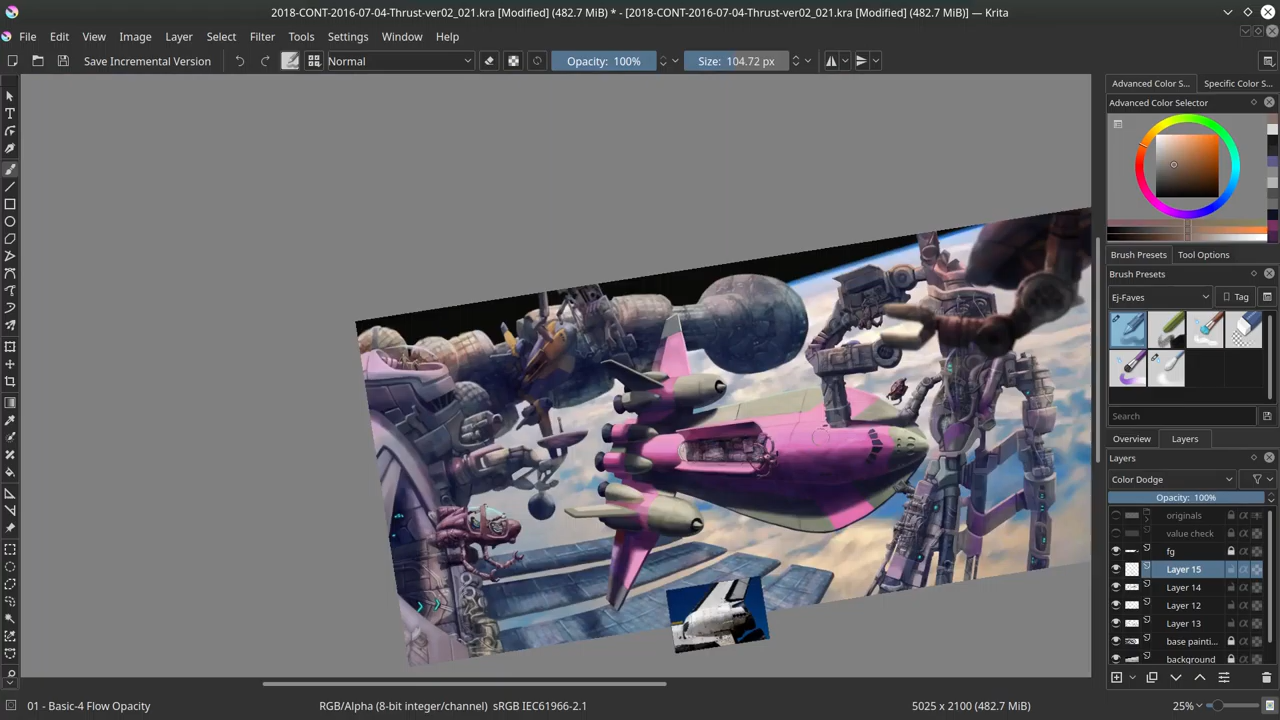 2018-CONT-2016-07-04-Thrust-ver02_021.kra [Modified] (482.7 MiB) * - [2018-CONT-2016-07-04-Thrust-ver02_021.kra [Modified] (482.7 MiB)] — Krita
File Edit View Image Layer Select Filter Tools Settings Window Help
Save Incremental Version Normal Opacity: 100% Size: 104.72 px
Advanced Color S... Specific Color S...
Advanced Color Selector
Brush Presets Tool Options
Brush Presets
Ej-Faves Tag
Search
Overview Layers
Layers
Color Dodge
Opacity: 100%
originals
value check
fg
Layer 15
Layer 14
Layer 12
Layer 13
base painti...
background
01 - Basic-4 Flow Opacity RGB/Alpha (8-bit integer/channel) sRGB IEC61966-2.1 5025 x 2100 (482.7 MiB) 25%